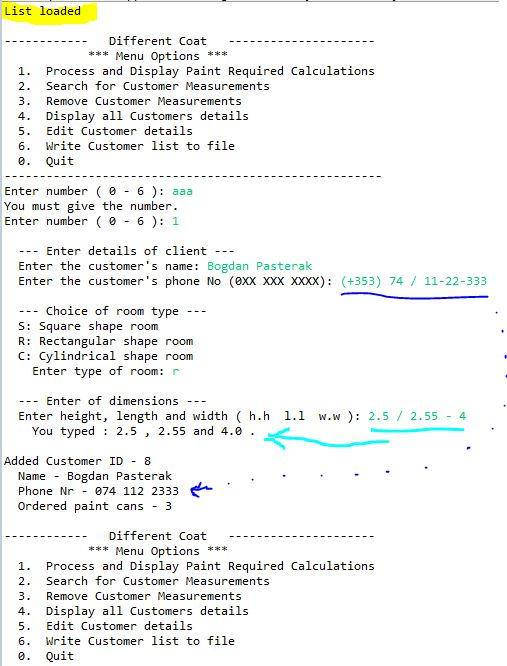 List loaded
------------   Different Coat   ---------------------
*** Menu Options ***
1.  Process and Display Paint Required Calculations
2.  Search for Customer Measurements
3.  Remove Customer Measurements
4.  Display all Customers details
5.  Edit Customer details
6.  Write Customer list to file
0.  Quit
------------------------------------------------------
Enter number ( 0 - 6 ): aaa
You must give the number.
Enter number ( 0 - 6 ): 1
--- Enter details of client ---
Enter the customer's name: Bogdan Pasterak
Enter the customer's phone No (0XX XXX XXXX): (+353) 74 / 11-22-333
--- Choice of room type ---
S: Square shape room
R: Rectangular shape room
C: Cylindrical shape room
Enter type of room: r
--- Enter of dimensions ---
Enter height, length and width ( h.h  l.l  w.w ): 2.5 / 2.55 - 4
You typed : 2.5 , 2.55 and 4.0 .
Added Customer ID - 8
Name - Bogdan Pasterak
Phone Nr - 074 112 2333
Ordered paint cans - 3
------------   Different Coat   ---------------------
*** Menu Options ***
1.  Process and Display Paint Required Calculations
2.  Search for Customer Measurements
3.  Remove Customer Measurements
4.  Display all Customers details
5.  Edit Customer details
6.  Write Customer list to file
0.  Quit